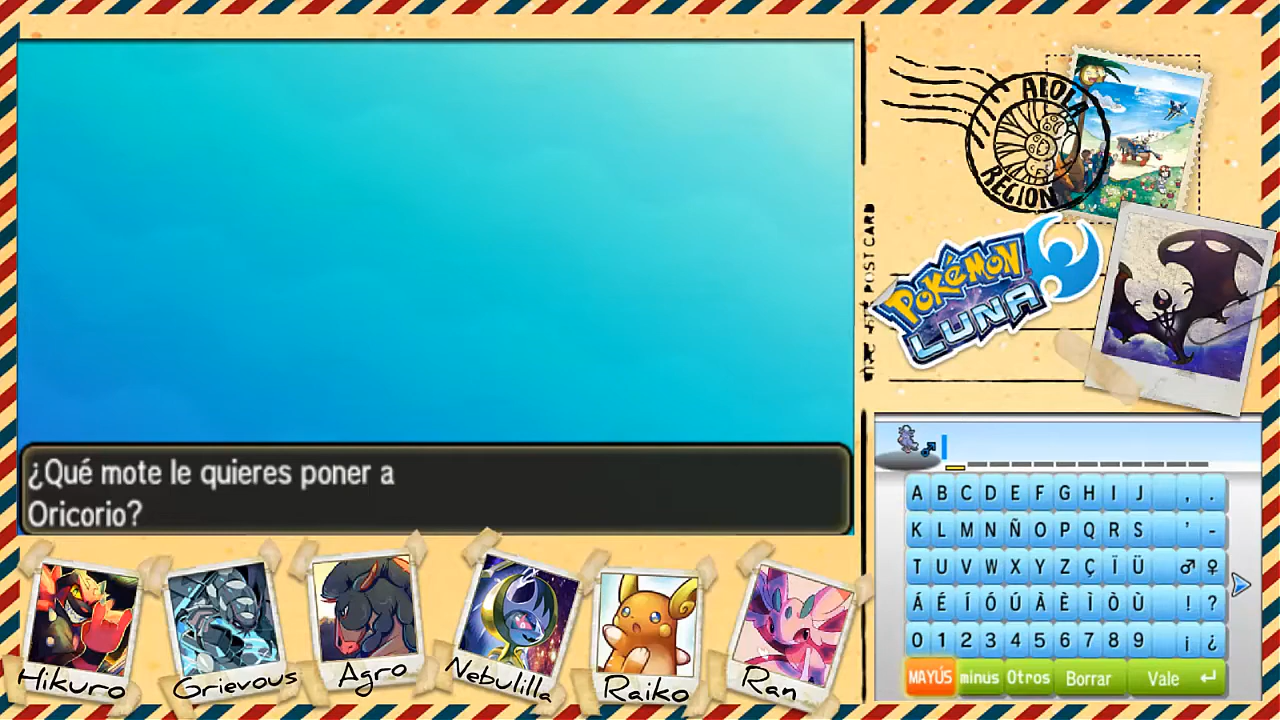 ¿Qué mote le quieres poner a
Oricorio?
ALOLA
REGION
POST CARD
POKéMON
LUNA
A B C D E F G H I J , .
K L M N Ñ O P Q R S ' -
T U V W X Y Z Ç Ï Ü ♂ ♀
Á É Í Ó Ú À È Ì Ò Ù ! ?
0 1 2 3 4 5 6 7 8 9 ¡ ¿
MAYÚS minus Otros Borrar Vale
Hikuro
Grievous
Agro
Nebulilla
Raiko
Ran